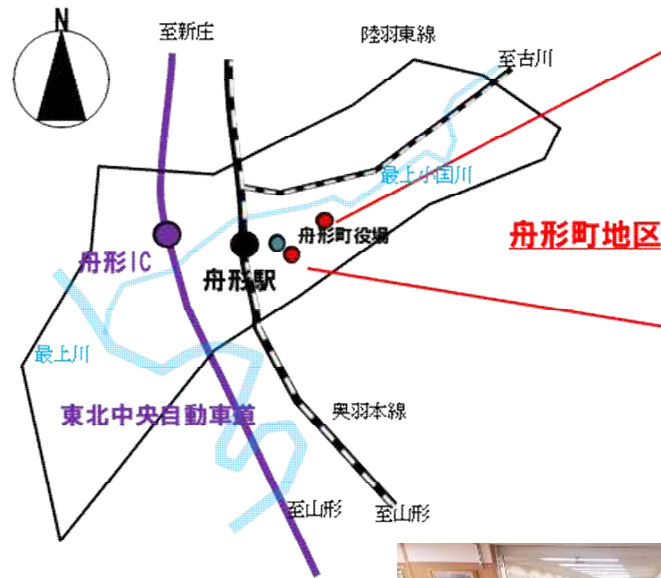 N
至新庄
陸羽東線
至古川
最上小国川
舟形町役場
舟形町地区
舟形IC
舟形駅
最上川
東北中央自動車道
奥羽本線
至山形
至山形